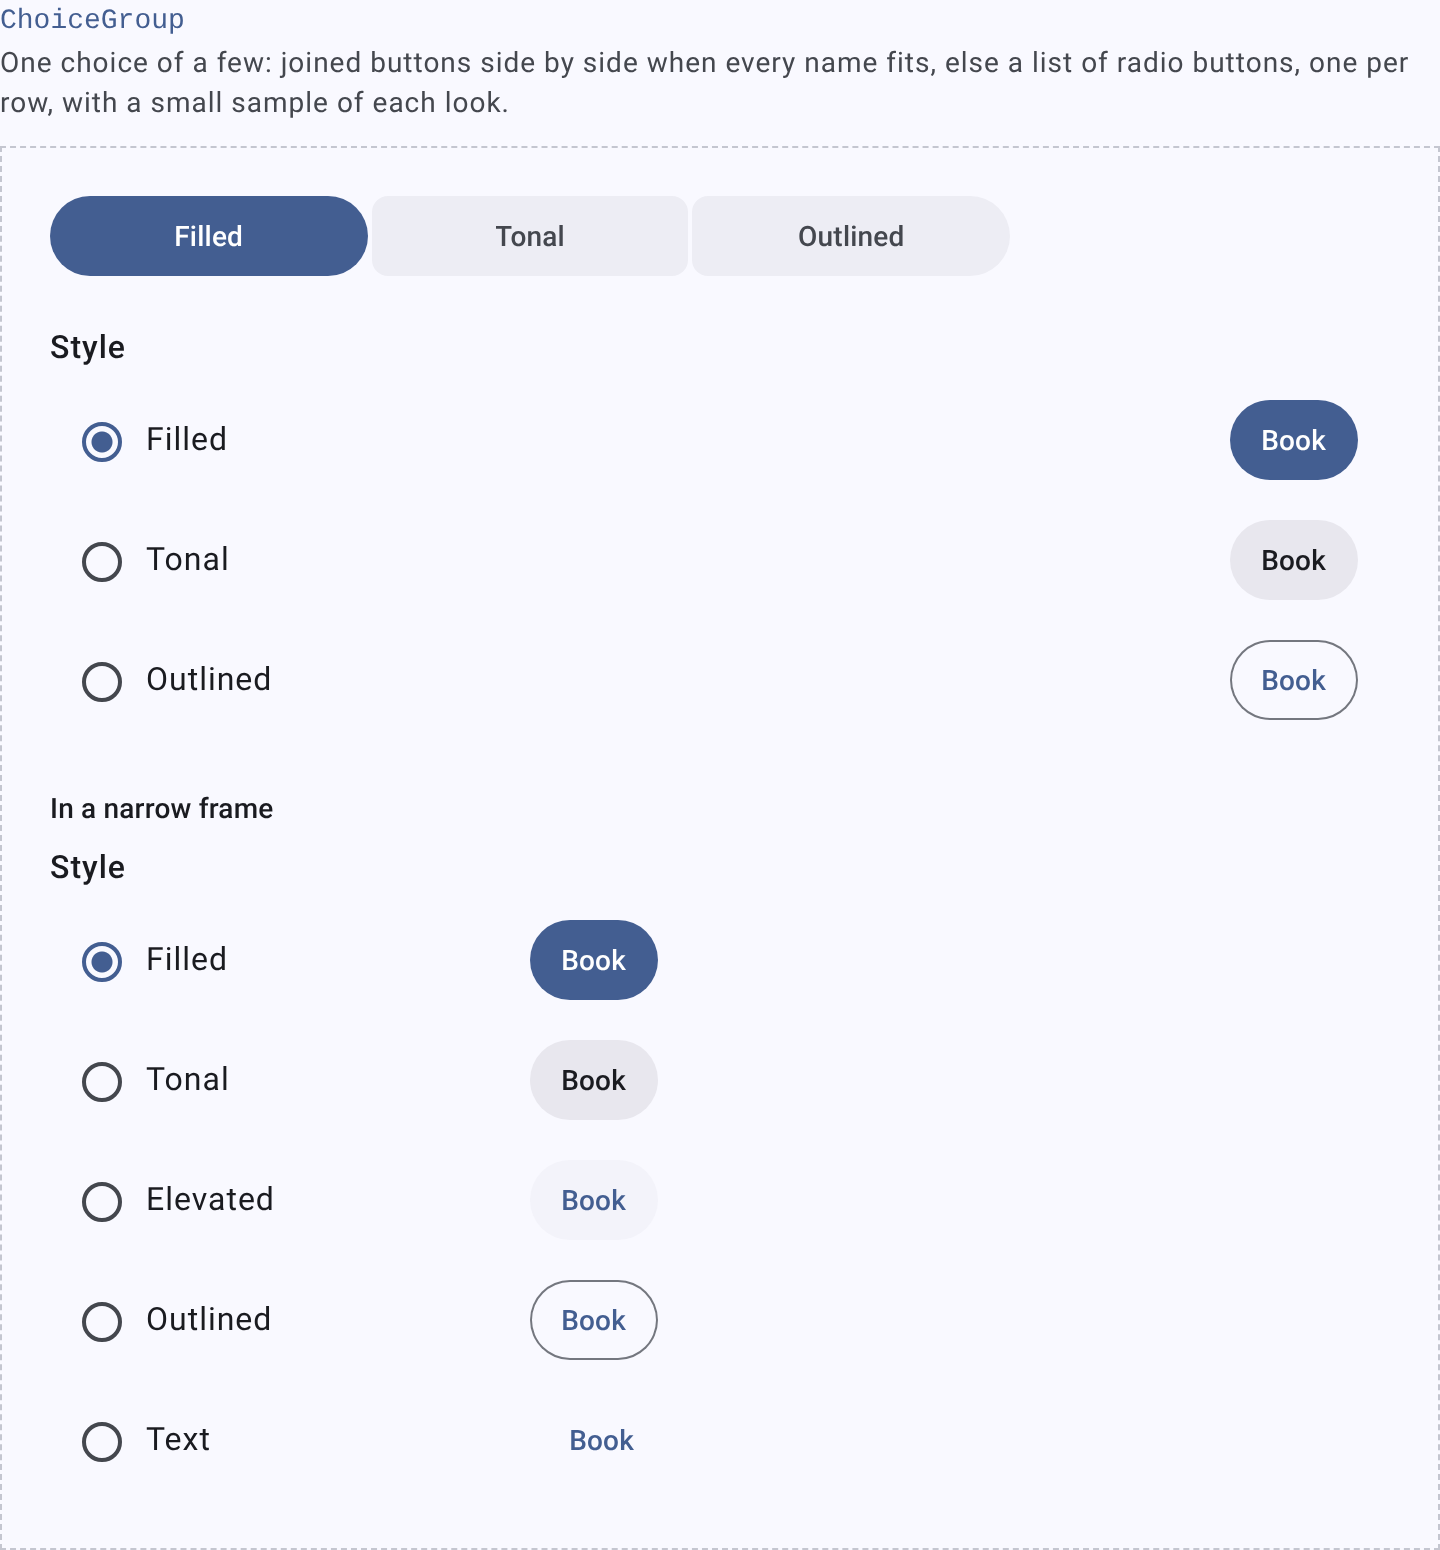 ChoiceGroup
One choice of a few: joined buttons side by side when every name fits, else a list of radio buttons, one per
row, with a small sample of each look.
Filled Tonal Outlined
Style
Filled Book
Tonal Book
Outlined Book
In a narrow frame
Style
Filled Book
Tonal Book
Elevated Book
Outlined Book
Text Book